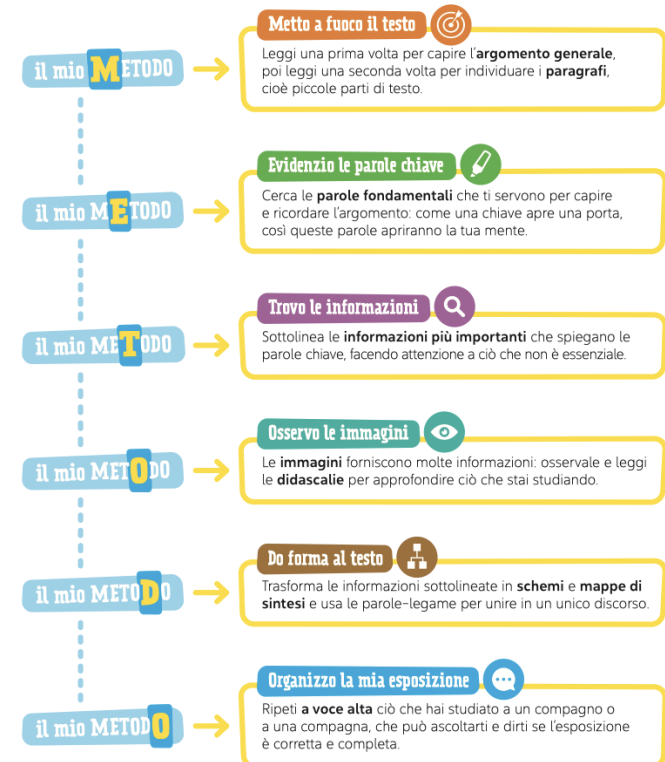 Metto a fuoco il testo
il mio METODO
Leggi una prima volta per capire l'argomento generale,
poi leggi una seconda volta per individuare i paragrafi,
cioè piccole parti di testo.
Evidenzio le parole chiave
il mio METODO
Cerca le parole fondamentali che ti servono per capire
e ricordare l'argomento: come una chiave apre una porta,
così queste parole apriranno la tua mente.
Trovo le informazioni
il mio METODO
Sottolinea le informazioni più importanti che spiegano le
parole chiave, facendo attenzione a ciò che non è essenziale.
Osservo le immagini
il mio METODO
Le immagini forniscono molte informazioni: osservale e leggi
le didascalie per approfondire ciò che stai studiando.
Do forma al testo
il mio METODO
Trasforma le informazioni sottolineate in schemi e mappe di
sintesi e usa le parole-legame per unire in un unico discorso.
Organizzo la mia esposizione
il mio METODO
Ripeti a voce alta ciò che hai studiato a un compagno o
a una compagna, che può ascoltarti e dirti se l'esposizione
è corretta e completa.